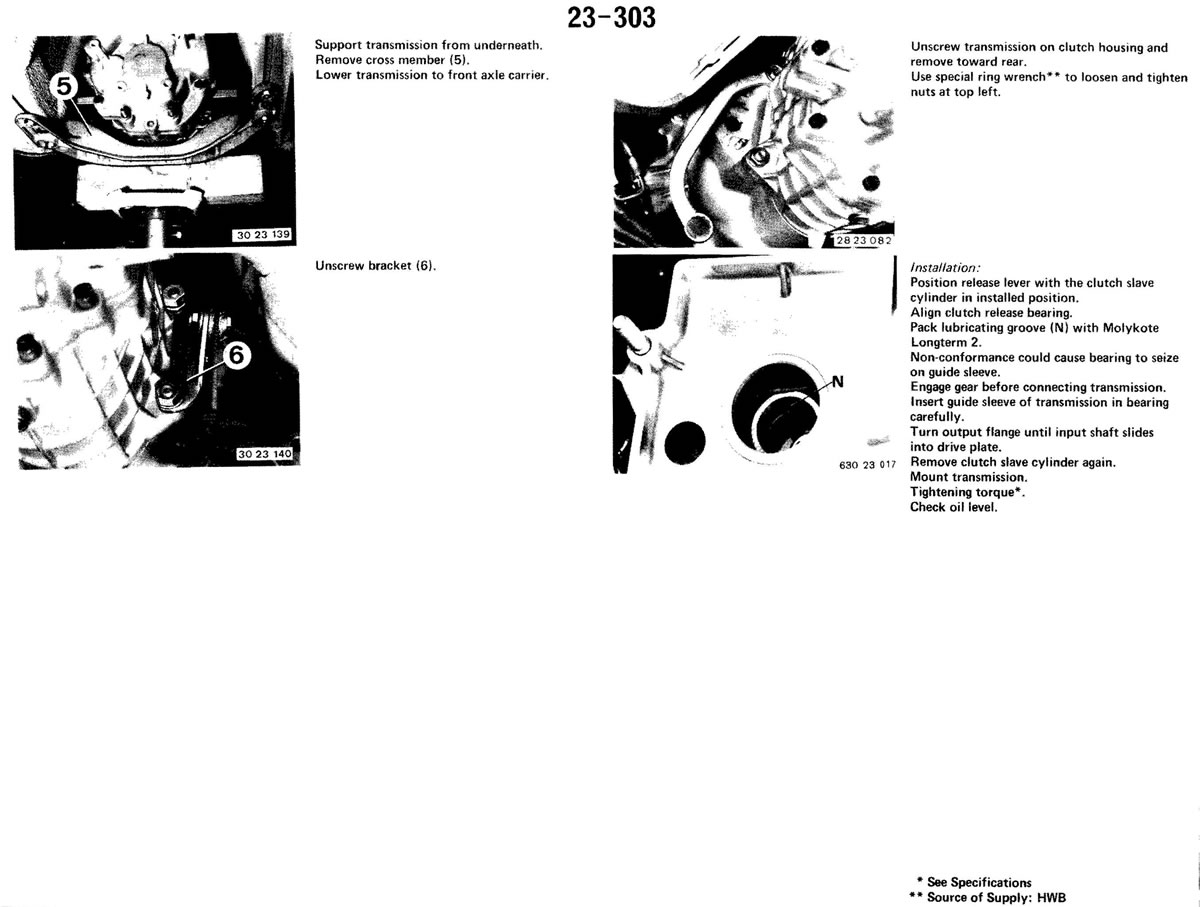 23-303
5
30 23 139
Support transmission from underneath.
Remove cross member (5).
Lower transmission to front axle carrier.
6
30 23 140
Unscrew bracket (6).
28 23 082
Unscrew transmission on clutch housing and
remove toward rear.
Use special ring wrench** to loosen and tighten
nuts at top left.
N
630 23 017
Installation:
Position release lever with the clutch slave
cylinder in installed position.
Align clutch release bearing.
Pack lubricating groove (N) with Molykote
Longterm 2.
Non-conformance could cause bearing to seize
on guide sleeve.
Engage gear before connecting transmission.
Insert guide sleeve of transmission in bearing
carefully.
Turn output flange until input shaft slides
into drive plate.
Remove clutch slave cylinder again.
Mount transmission.
Tightening torque*.
Check oil level.
* See Specifications
** Source of Supply: HWB